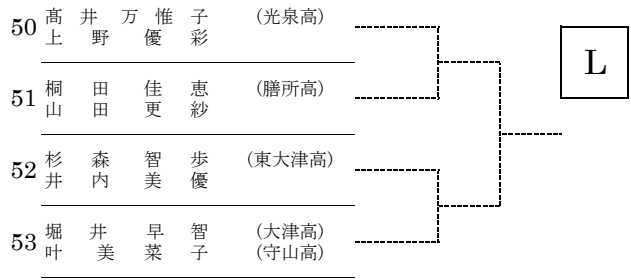 50 髙井万惟子 (光泉高)
上野優彩
L
51 桐田佳恵 (膳所高)
山田更紗
52 杉森智歩 (東大津高)
井内美優
53 堀井早智 (大津高)
叶美菜子 (守山高)